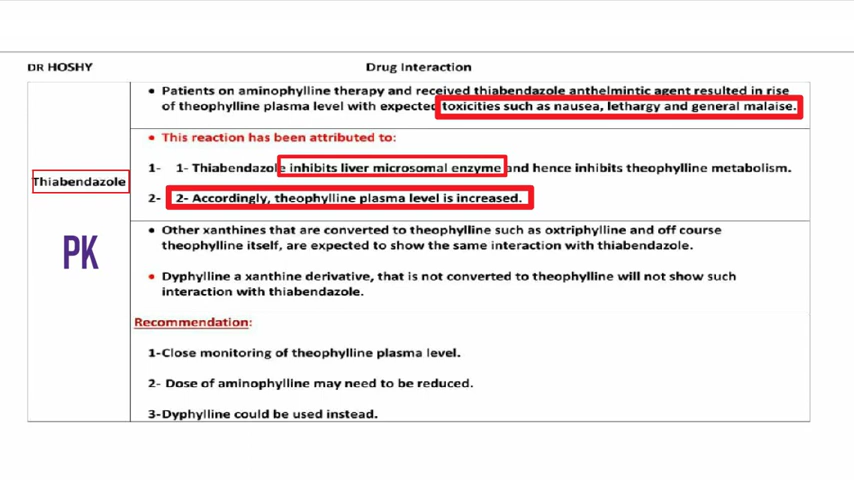 DR HOSHY
Drug Interaction
• Patients on aminophylline therapy and received thiabendazole anthelmintic agent resulted in rise
of theophylline plasma level with expected toxicities such as nausea, lethargy and general malaise.
• This reaction has been attributed to:
1- 1- Thiabendazole inhibits liver microsomal enzyme and hence inhibits theophylline metabolism.
Thiabendazole
2- 2- Accordingly, theophylline plasma level is increased.
PK
• Other xanthines that are converted to theophylline such as oxtriphylline and off course
theophylline itself, are expected to show the same interaction with thiabendazole.
• Dyphylline a xanthine derivative, that is not converted to theophylline will not show such
interaction with thiabendazole.
Recommendation:
1-Close monitoring of theophylline plasma level.
2- Dose of aminophylline may need to be reduced.
3-Dyphylline could be used instead.